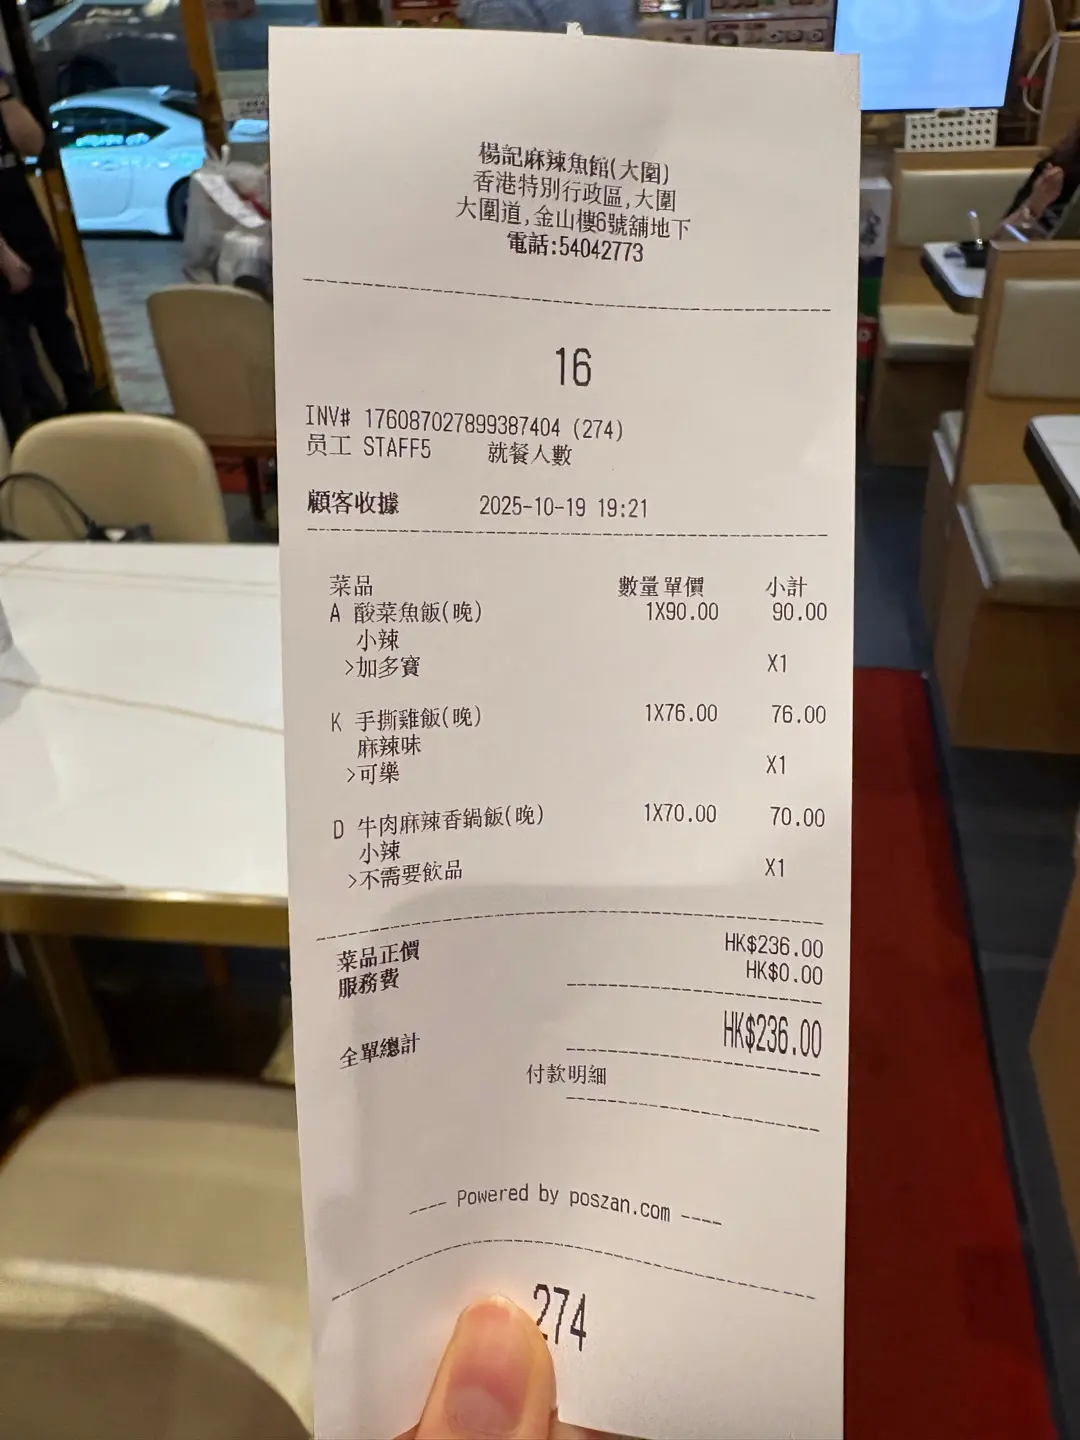 楊記麻辣魚館(大圍)
香港特別行政區,大圍
大圍道,金山樓6號舖地下
電話:54042773
16
INV# 176087027899387404 (274)
员工 STAFF5 就餐人數
顧客收據 2025-10-19 19:21
菜品 數量單價 小計
A 酸菜魚飯(晚) 1X90.00 90.00
小辣
>加多寶 X1
K 手撕雞飯(晚) 1X76.00 76.00
麻辣味
>可樂 X1
D 牛肉麻辣香鍋飯(晚) 1X70.00 70.00
小辣
>不需要飲品 X1
菜品正價 HK$236.00
服務費 HK$0.00
全單總計 HK$236.00
付款明細
---- Powered by poszan.com ----
274